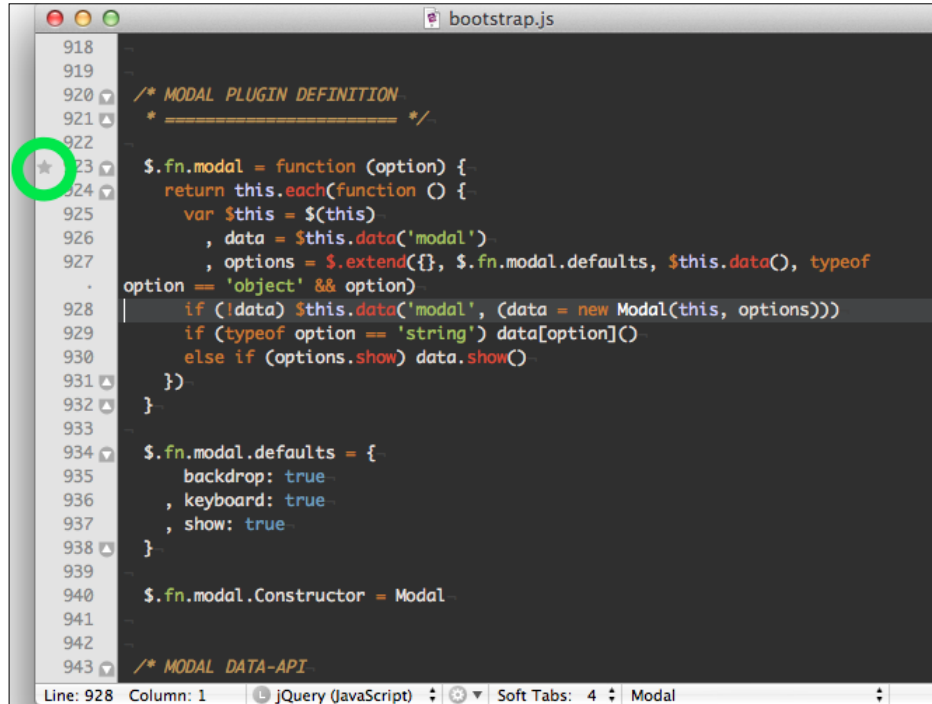 bootstrap.js
918
919
920 /* MODAL PLUGIN DEFINITION
921 * ======================= */
922
923 $.fn.modal = function (option) {
924 return this.each(function () {
925 var $this = $(this)
926 , data = $this.data('modal')
927 , options = $.extend({}, $.fn.modal.defaults, $this.data(), typeof
option == 'object' && option)
928 if (!data) $this.data('modal', (data = new Modal(this, options)))
929 if (typeof option == 'string') data[option]()
930 else if (options.show) data.show()
931 })
932 }
933
934 $.fn.modal.defaults = {
935 backdrop: true
936 , keyboard: true
937 , show: true
938 }
939
940 $.fn.modal.Constructor = Modal
941
942
943 /* MODAL DATA-API
Line: 928 Column: 1 L jQuery (JavaScript) Soft Tabs: 4 Modal